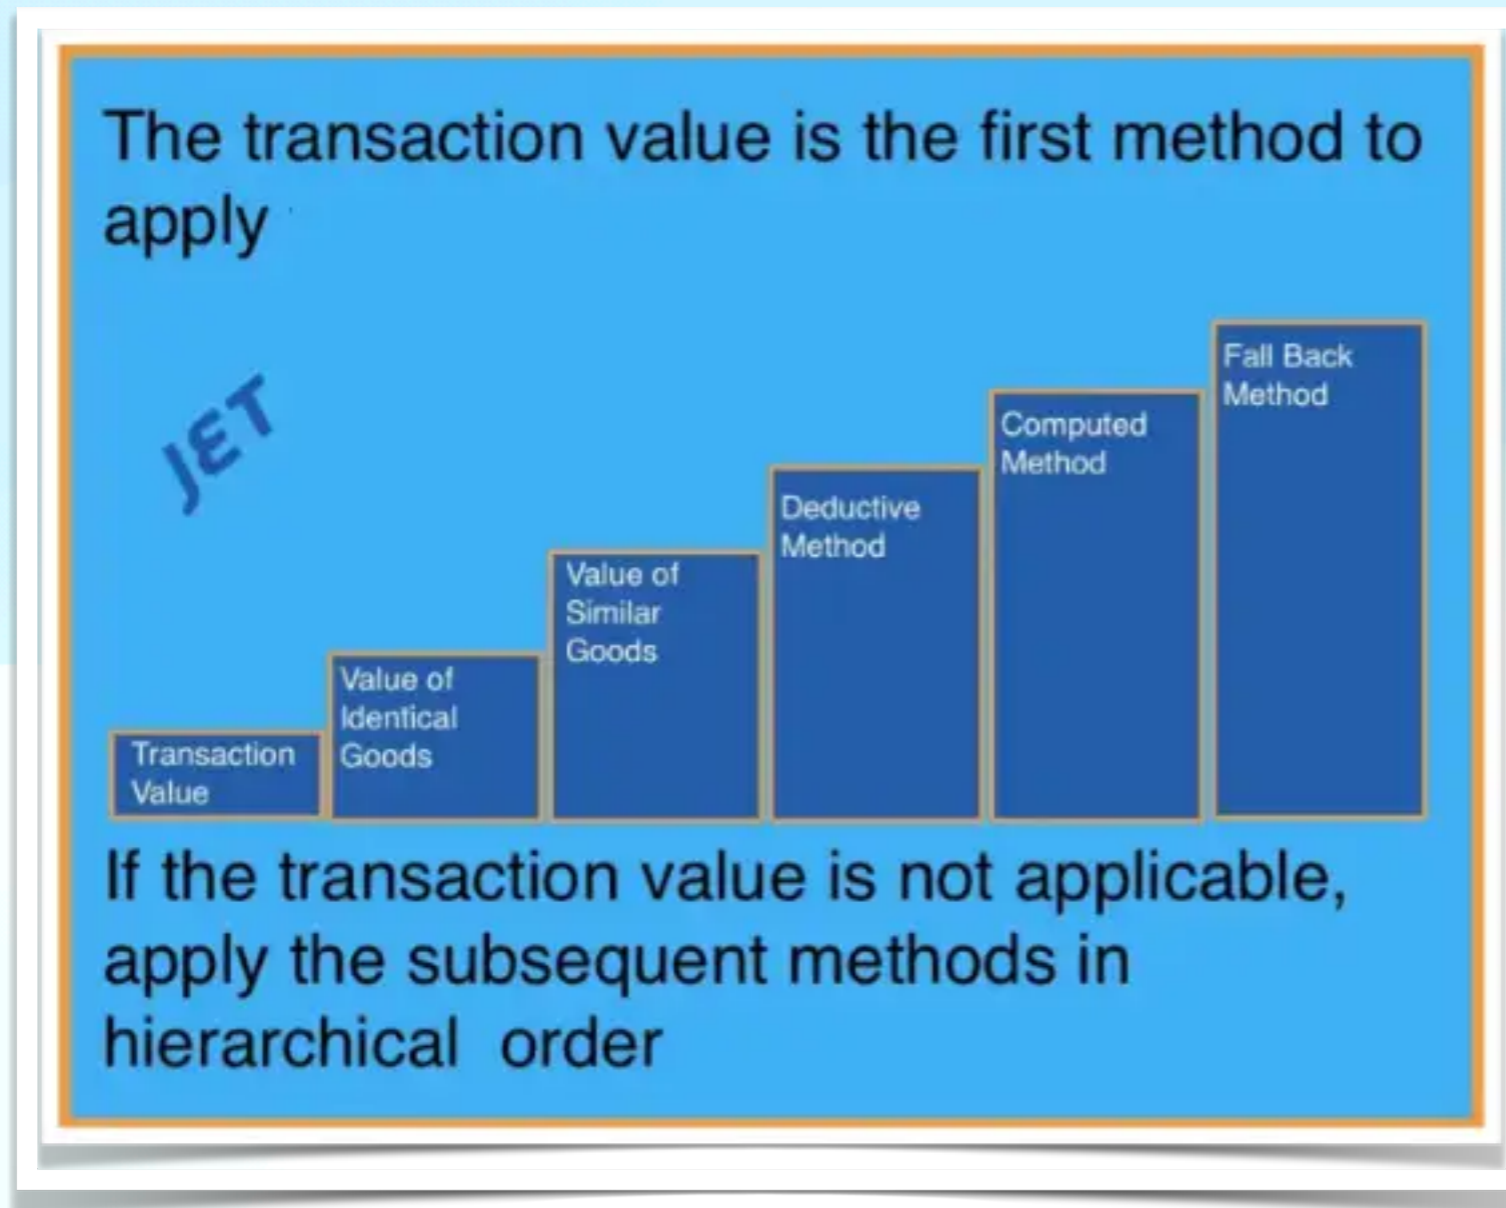 The transaction value is the first method to
apply
JET
Fall Back
Method
Computed
Method
Deductive
Method
Value of
Similar
Goods
Value of
Identical
Goods
Transaction
Value
If the transaction value is not applicable,
apply the subsequent methods in
hierarchical order